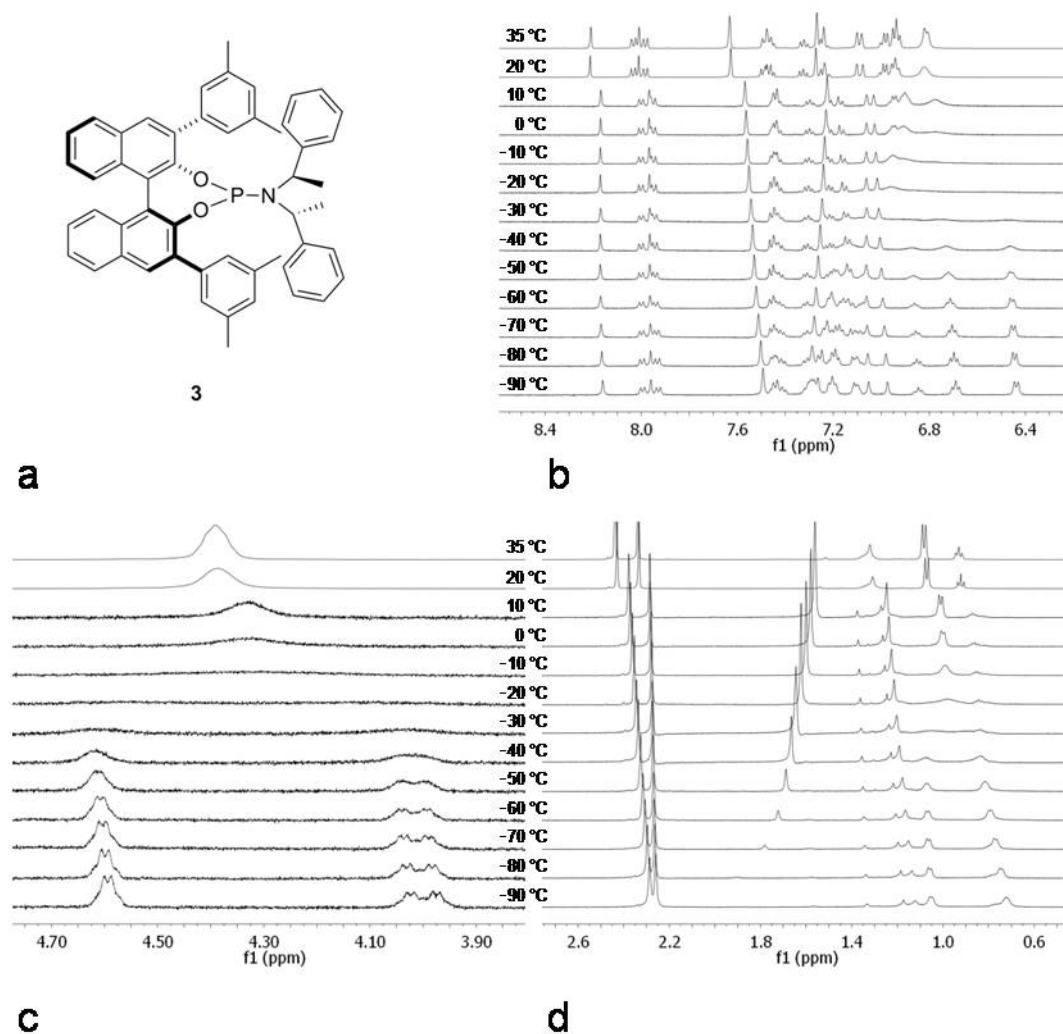 O
O
P
N
3
a
35 °C
20 °C
10 °C
0 °C
-10 °C
-20 °C
-30 °C
-40 °C
-50 °C
-60 °C
-70 °C
-80 °C
-90 °C
8.4 8.0 7.6 7.2 6.8 6.4
f1 (ppm)
b
35 °C
20 °C
10 °C
0 °C
-10 °C
-20 °C
-30 °C
-40 °C
-50 °C
-60 °C
-70 °C
-80 °C
-90 °C
4.70 4.50 4.30 4.10 3.90
f1 (ppm)
c
2.6 2.2 1.8 1.4 1.0 0.6
f1 (ppm)
d